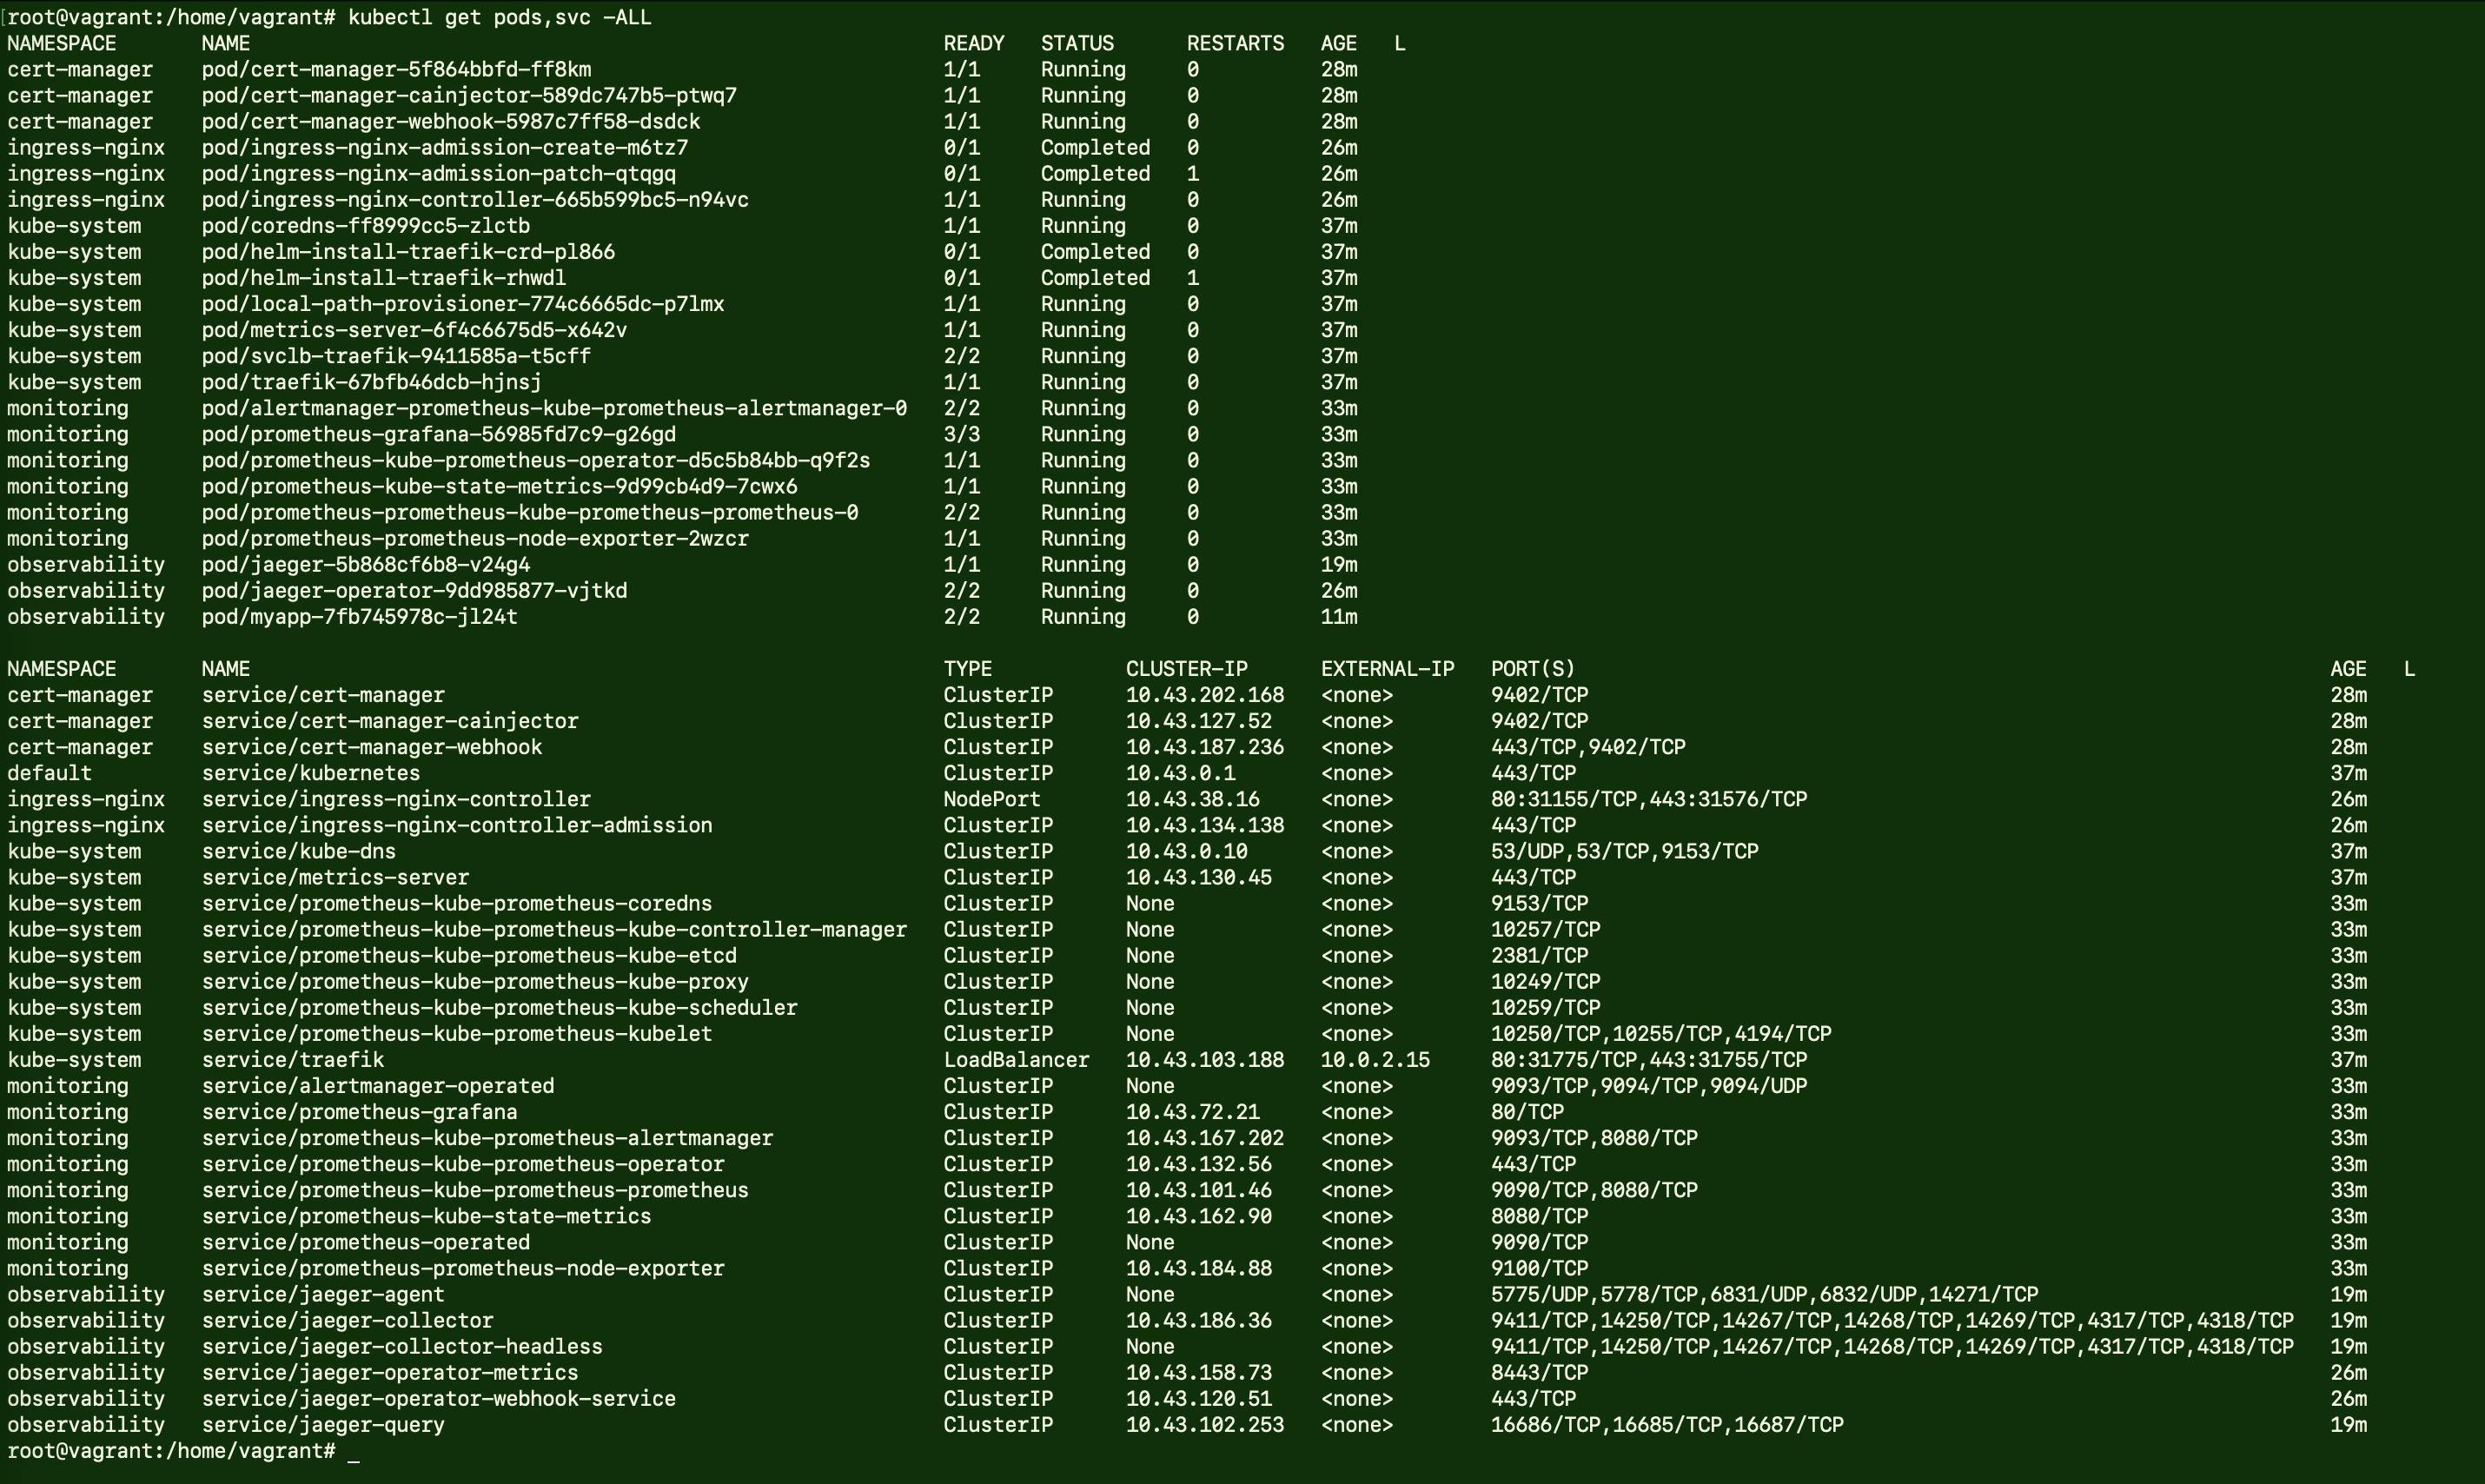 root@vagrant:/home/vagrant# kubectl get pods,svc -ALL
NAMESPACE NAME READY STATUS RESTARTS AGE L
cert-manager pod/cert-manager-5f864bbfd-ff8km 1/1 Running 0 28m
cert-manager pod/cert-manager-cainjector-589dc747b5-ptwq7 1/1 Running 0 28m
cert-manager pod/cert-manager-webhook-5987c7ff58-dsdck 1/1 Running 0 28m
ingress-nginx pod/ingress-nginx-admission-create-m6tz7 0/1 Completed 0 26m
ingress-nginx pod/ingress-nginx-admission-patch-qtqgq 0/1 Completed 1 26m
ingress-nginx pod/ingress-nginx-controller-665b599bc5-n94vc 1/1 Running 0 26m
kube-system pod/coredns-ff8999cc5-zlctb 1/1 Running 0 37m
kube-system pod/helm-install-traefik-crd-pl866 0/1 Completed 0 37m
kube-system pod/helm-install-traefik-rhwdl 0/1 Completed 1 37m
kube-system pod/local-path-provisioner-774c6665dc-p7lmx 1/1 Running 0 37m
kube-system pod/metrics-server-6f4c6675d5-x642v 1/1 Running 0 37m
kube-system pod/svclb-traefik-9411585a-t5cff 2/2 Running 0 37m
kube-system pod/traefik-67bfb46dcb-hjnsj 1/1 Running 0 37m
monitoring pod/alertmanager-prometheus-kube-prometheus-alertmanager-0 2/2 Running 0 33m
monitoring pod/prometheus-grafana-56985fd7c9-g26gd 3/3 Running 0 33m
monitoring pod/prometheus-kube-prometheus-operator-d5c5b84bb-q9f2s 1/1 Running 0 33m
monitoring pod/prometheus-kube-state-metrics-9d99cb4d9-7cwx6 1/1 Running 0 33m
monitoring pod/prometheus-prometheus-kube-prometheus-prometheus-0 2/2 Running 0 33m
monitoring pod/prometheus-prometheus-node-exporter-2wzcr 1/1 Running 0 33m
observability pod/jaeger-5b868cf6b8-v24g4 1/1 Running 0 19m
observability pod/jaeger-operator-9dd985877-vjtkd 2/2 Running 0 26m
observability pod/myapp-7fb745978c-jl24t 2/2 Running 0 11m
NAMESPACE NAME TYPE CLUSTER-IP EXTERNAL-IP PORT(S) AGE L
cert-manager service/cert-manager ClusterIP 10.43.202.168 <none> 9402/TCP 28m
cert-manager service/cert-manager-cainjector ClusterIP 10.43.127.52 <none> 9402/TCP 28m
cert-manager service/cert-manager-webhook ClusterIP 10.43.187.236 <none> 443/TCP,9402/TCP 28m
default service/kubernetes ClusterIP 10.43.0.1 <none> 443/TCP 37m
ingress-nginx service/ingress-nginx-controller NodePort 10.43.38.16 <none> 80:31155/TCP,443:31576/TCP 26m
ingress-nginx service/ingress-nginx-controller-admission ClusterIP 10.43.134.138 <none> 443/TCP 26m
kube-system service/kube-dns ClusterIP 10.43.0.10 <none> 53/UDP,53/TCP,9153/TCP 37m
kube-system service/metrics-server ClusterIP 10.43.130.45 <none> 443/TCP 37m
kube-system service/prometheus-kube-prometheus-coredns ClusterIP None <none> 9153/TCP 33m
kube-system service/prometheus-kube-prometheus-kube-controller-manager ClusterIP None <none> 10257/TCP 33m
kube-system service/prometheus-kube-prometheus-kube-etcd ClusterIP None <none> 2381/TCP 33m
kube-system service/prometheus-kube-prometheus-kube-proxy ClusterIP None <none> 10249/TCP 33m
kube-system service/prometheus-kube-prometheus-kube-scheduler ClusterIP None <none> 10259/TCP 33m
kube-system service/prometheus-kube-prometheus-kubelet ClusterIP None <none> 10250/TCP,10255/TCP,4194/TCP 33m
kube-system service/traefik LoadBalancer 10.43.103.188 10.0.2.15 80:31775/TCP,443:31755/TCP 37m
monitoring service/alertmanager-operated ClusterIP None <none> 9093/TCP,9094/TCP,9094/UDP 33m
monitoring service/prometheus-grafana ClusterIP 10.43.72.21 <none> 80/TCP 33m
monitoring service/prometheus-kube-prometheus-alertmanager ClusterIP 10.43.167.202 <none> 9093/TCP,8080/TCP 33m
monitoring service/prometheus-kube-prometheus-operator ClusterIP 10.43.132.56 <none> 443/TCP 33m
monitoring service/prometheus-kube-prometheus-prometheus ClusterIP 10.43.101.46 <none> 9090/TCP,8080/TCP 33m
monitoring service/prometheus-kube-state-metrics ClusterIP 10.43.162.90 <none> 8080/TCP 33m
monitoring service/prometheus-operated ClusterIP None <none> 9090/TCP 33m
monitoring service/prometheus-prometheus-node-exporter ClusterIP 10.43.184.88 <none> 9100/TCP 33m
observability service/jaeger-agent ClusterIP None <none> 5775/UDP,5778/TCP,6831/UDP,6832/UDP,14271/TCP 19m
observability service/jaeger-collector ClusterIP 10.43.186.36 <none> 9411/TCP,14250/TCP,14267/TCP,14268/TCP,14269/TCP,4317/TCP,4318/TCP 19m
observability service/jaeger-collector-headless ClusterIP None <none> 9411/TCP,14250/TCP,14267/TCP,14268/TCP,14269/TCP,4317/TCP,4318/TCP 19m
observability service/jaeger-operator-metrics ClusterIP 10.43.158.73 <none> 8443/TCP 26m
observability service/jaeger-operator-webhook-service ClusterIP 10.43.120.51 <none> 443/TCP 26m
observability service/jaeger-query ClusterIP 10.43.102.253 <none> 16686/TCP,16685/TCP,16687/TCP 19m
root@vagrant:/home/vagrant# _